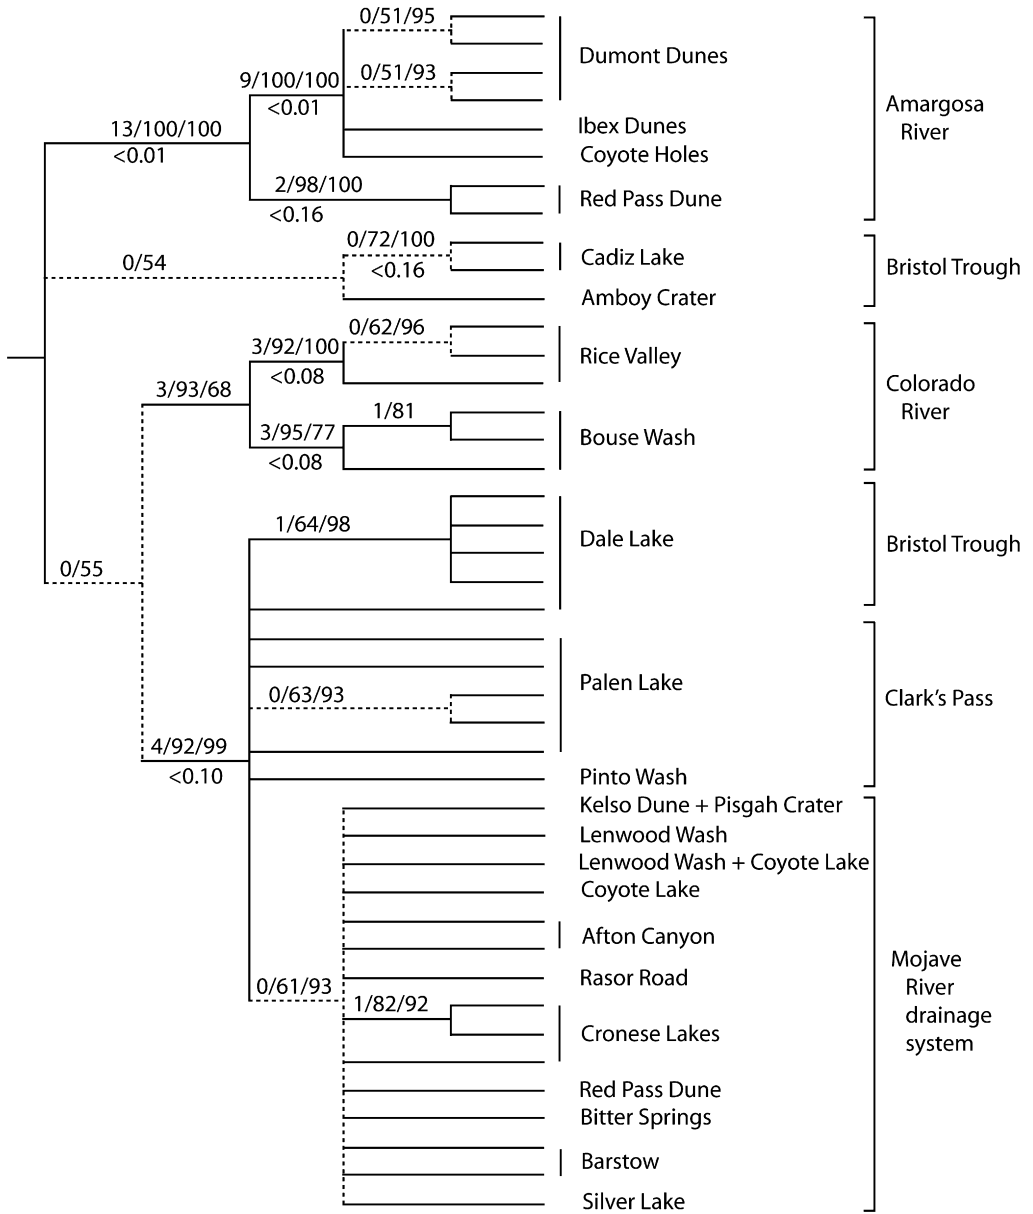 0/51/95
Dumont Dunes
0/51/93
9/100/100
<0.01
Amargosa
River
13/100/100
<0.01
Ibex Dunes
Coyote Holes
2/98/100
<0.16
Red Pass Dune
0/72/100
<0.16
Cadiz Lake
0/54
Bristol Trough
Amboy Crater
0/62/96
3/92/100
<0.08
Rice Valley
3/93/68
Colorado
River
1/81
3/95/77
<0.08
Bouse Wash
1/64/98
Dale Lake
Bristol Trough
0/55
Palen Lake
0/63/93
Clark's Pass
4/92/99
<0.10
Pinto Wash
Kelso Dune + Pisgah Crater
Lenwood Wash
Lenwood Wash + Coyote Lake
Coyote Lake
Afton Canyon
Mojave
River
drainage
system
Rasor Road
0/61/93
1/82/92
Cronese Lakes
Red Pass Dune
Bitter Springs
Barstow
Silver Lake